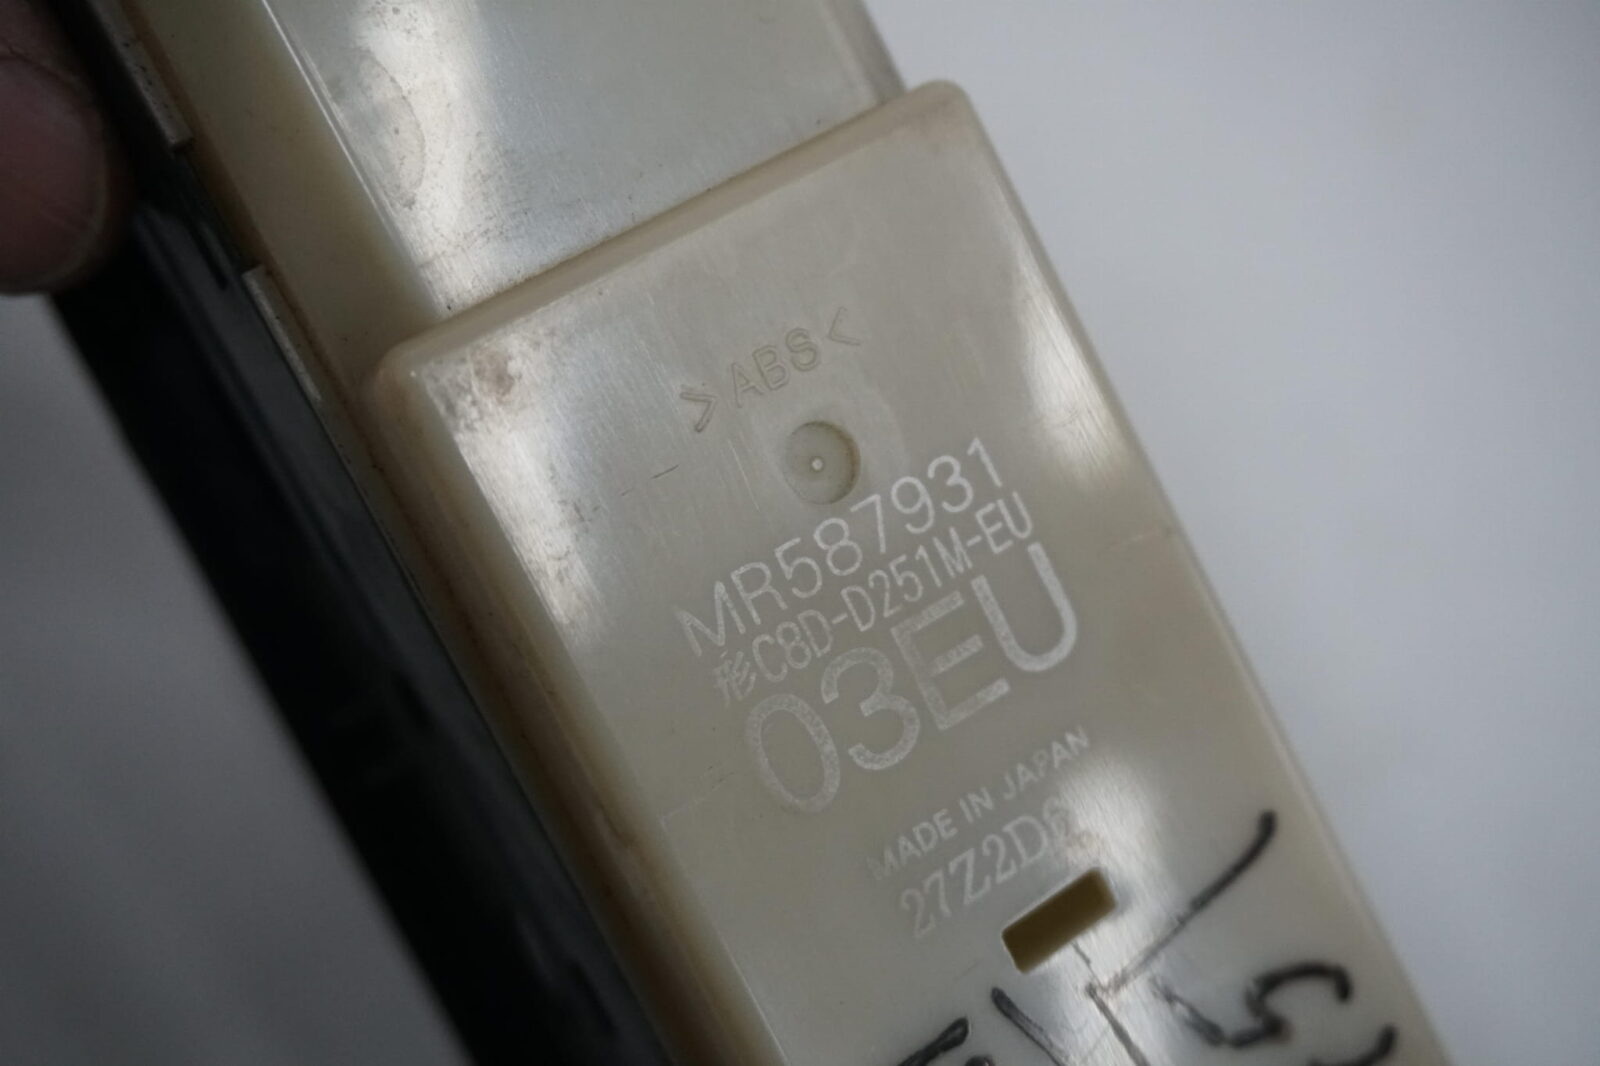 >ABS<
MR587931
形C8D-D251M-EU
03EU
MADE IN JAPAN
27Z2D6